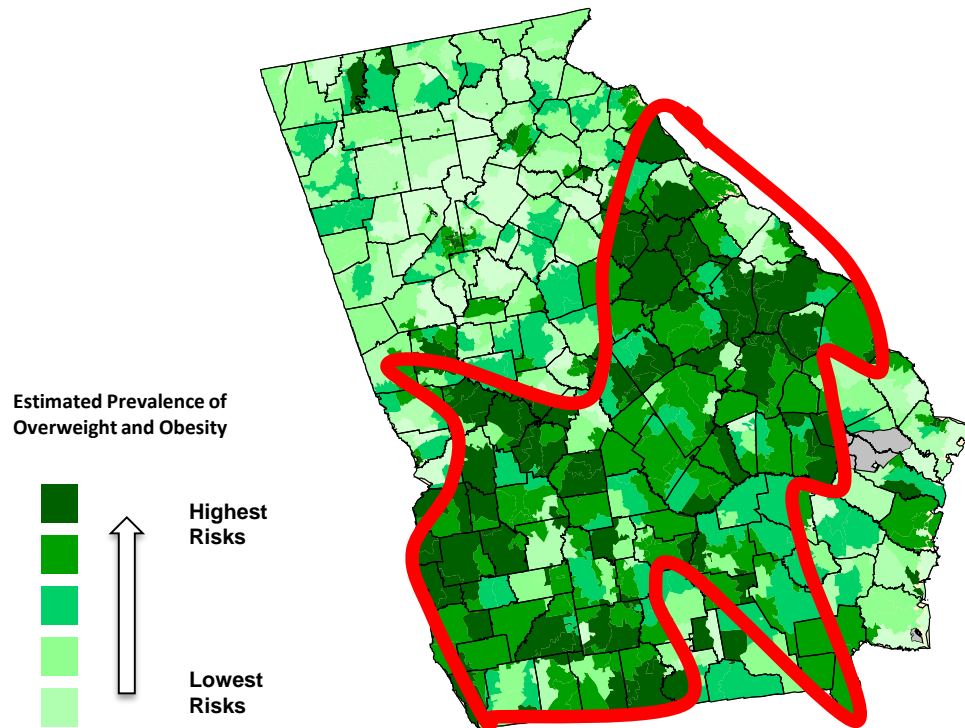 Estimated Prevalence of
Overweight and Obesity
Highest
Risks
Lowest
Risks